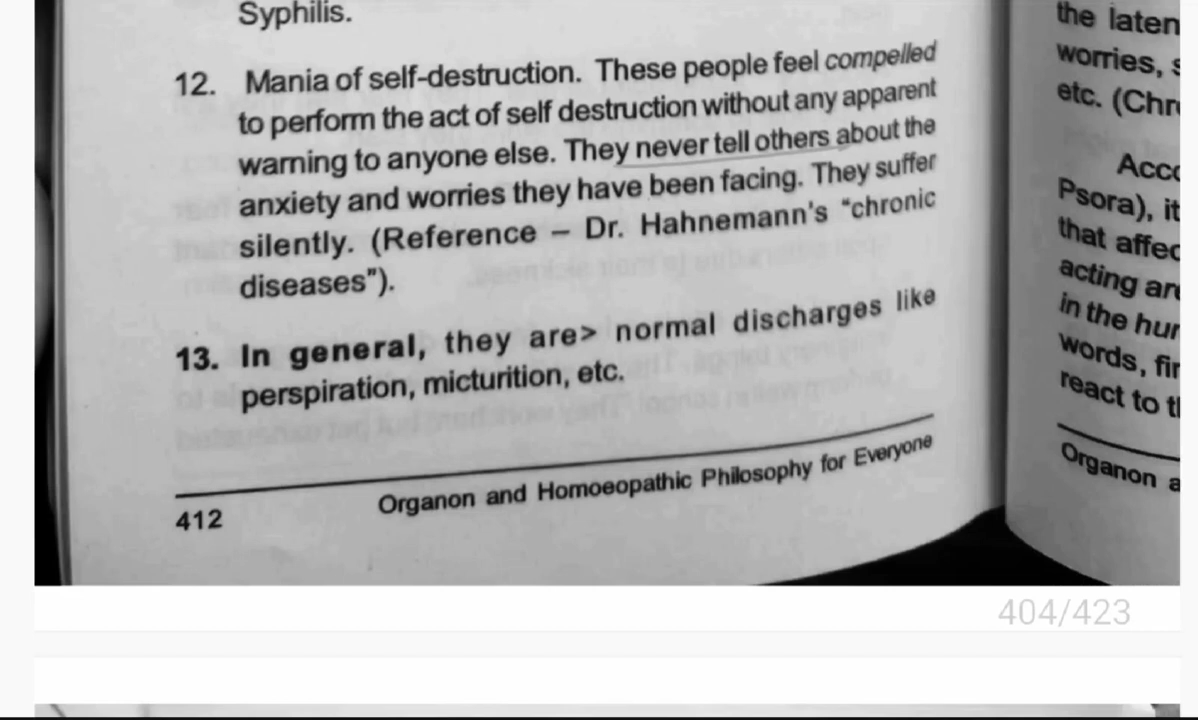 Syphilis.
12. Mania of self-destruction. These people feel compelled
to perform the act of self destruction without any apparent
warning to anyone else. They never tell others about the
anxiety and worries they have been facing. They suffer
silently. (Reference – Dr. Hahnemann's “chronic
diseases”).
13. In general, they are> normal discharges like
perspiration, micturition, etc.
412
Organon and Homoeopathic Philosophy for Everyone
the laten
worries, s
etc. (Chr
Acc
Psora), it
that affec
acting
in the hu
words, fi
react to t
Organon a
404/423